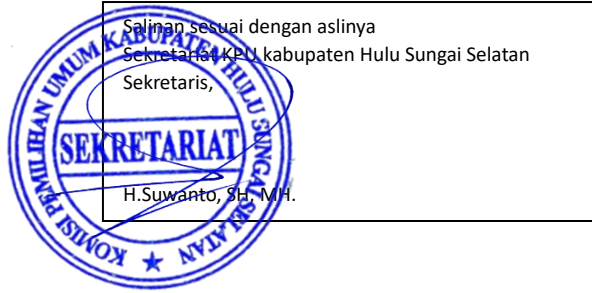 Salinan sesuai dengan aslinya
Sekretariat KPU kabupaten Hulu Sungai Selatan
Sekretaris,
H.Suwanto, SH, MH.
KOMISI PEMILIHAN UMUM KABUPATEN HULU SUNGAI SELATAN
SEKRETARIAT